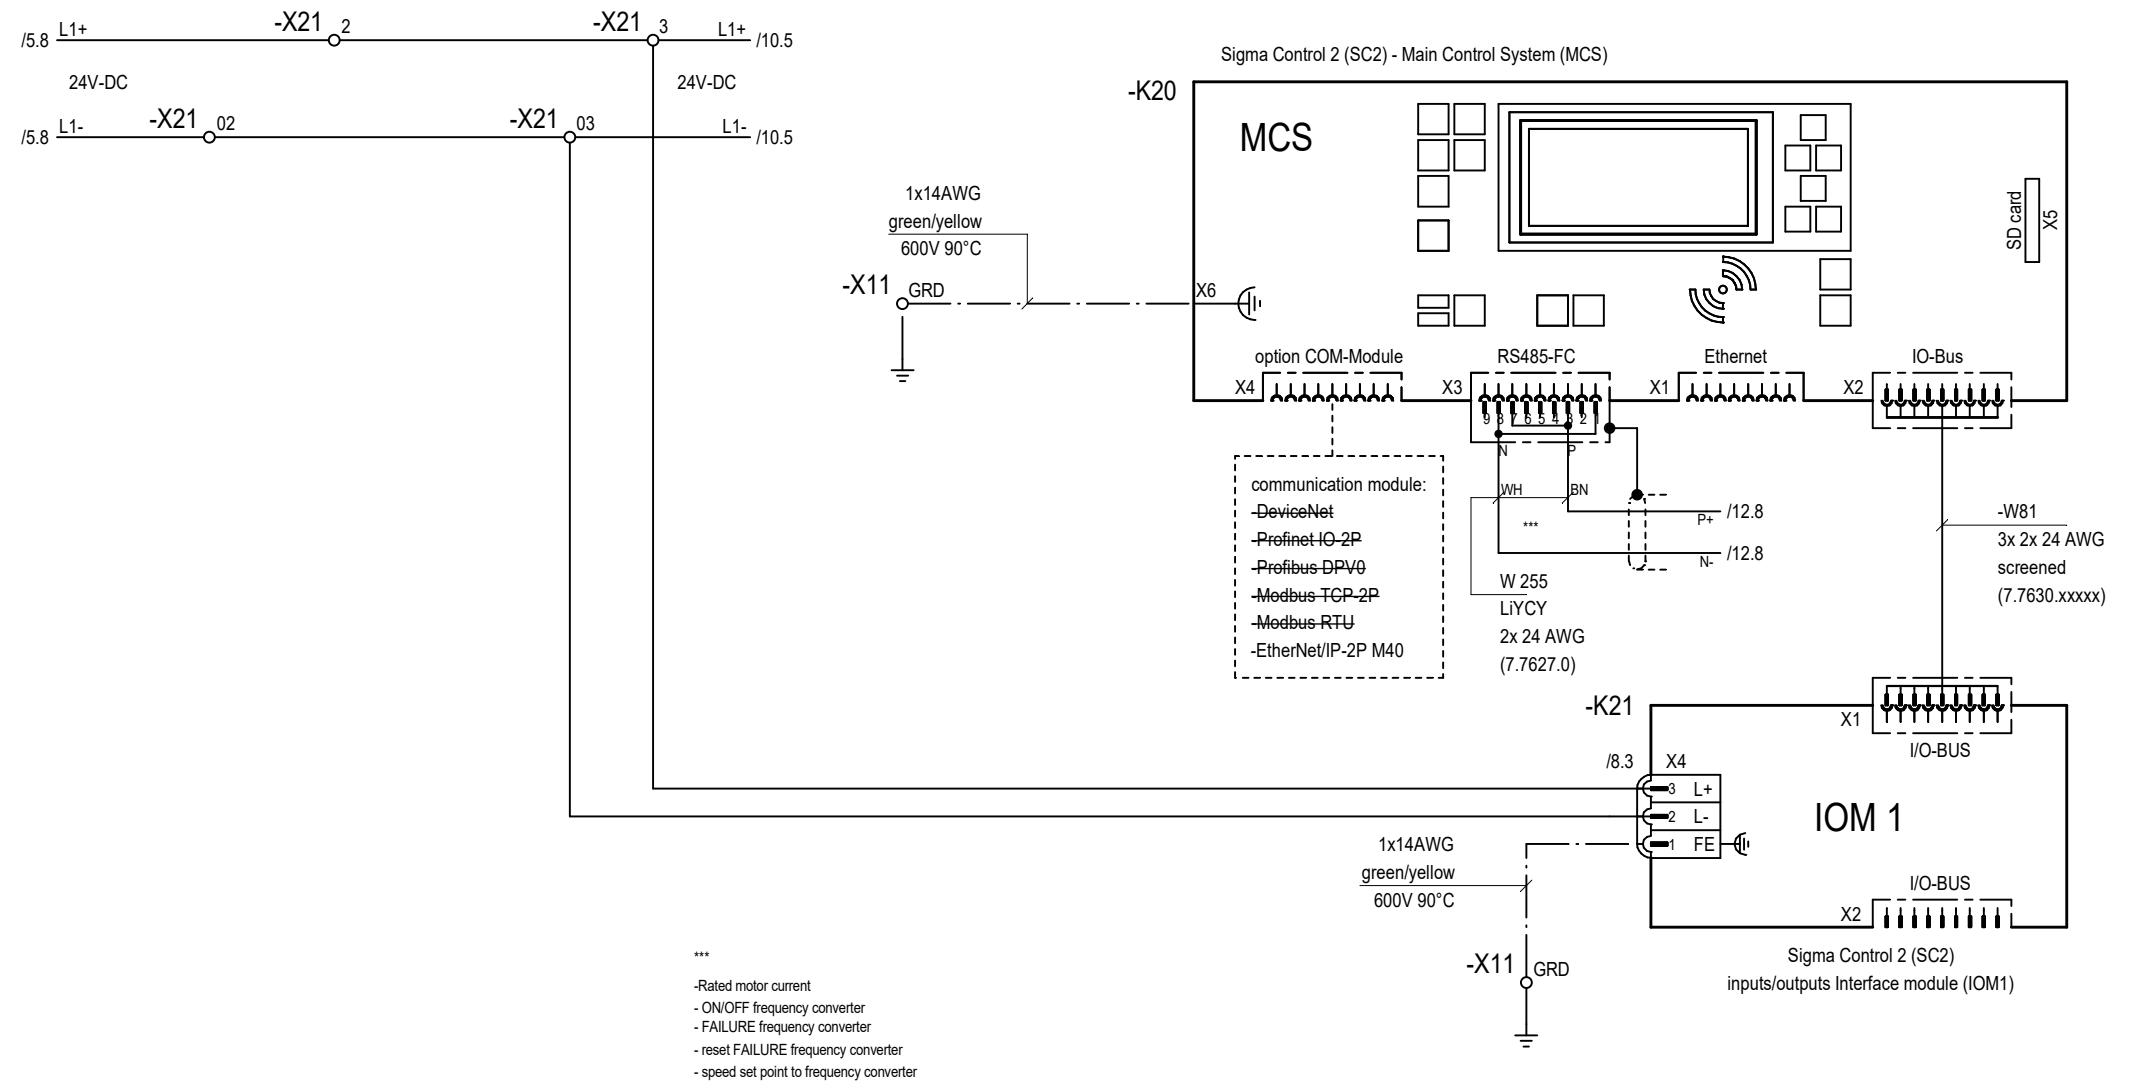 -X21 2
-X21 3
/5.8 L1+
L1+ /10.5
24V-DC
24V-DC
/5.8 L1-
-X21 02
-X21 03
L1- /10.5
Sigma Control 2 (SC2) - Main Control System (MCS)
-K20
MCS
SD card
X5
1x14AWG
green/yellow
600V 90°C
-X11 GRD
X6
option COM-Module
RS485-FC
Ethernet
IO-Bus
X4
X3
X1
X2
9 8 7 6 5 4 3 2 1
N
P
communication module:
-DeviceNet
-Profinet IO-2P
-Profibus DPV0
-Modbus TCP-2P
-Modbus RTU
-EtherNet/IP-2P M40
WH
BN
***
P+ /12.8
N- /12.8
W 255
LiYCY
2x 24 AWG
(7.7627.0)
-W81
3x 2x 24 AWG
screened
(7.7630.xxxxx)
-K21
X1
I/O-BUS
/8.3 X4
3 L+
2 L-
1 FE
IOM 1
1x14AWG
green/yellow
600V 90°C
I/O-BUS
X2
-X11 GRD
Sigma Control 2 (SC2)
inputs/outputs Interface module (IOM1)
***
-Rated motor current
- ON/OFF frequency converter
- FAILURE frequency converter
- reset FAILURE frequency converter
- speed set point to frequency converter